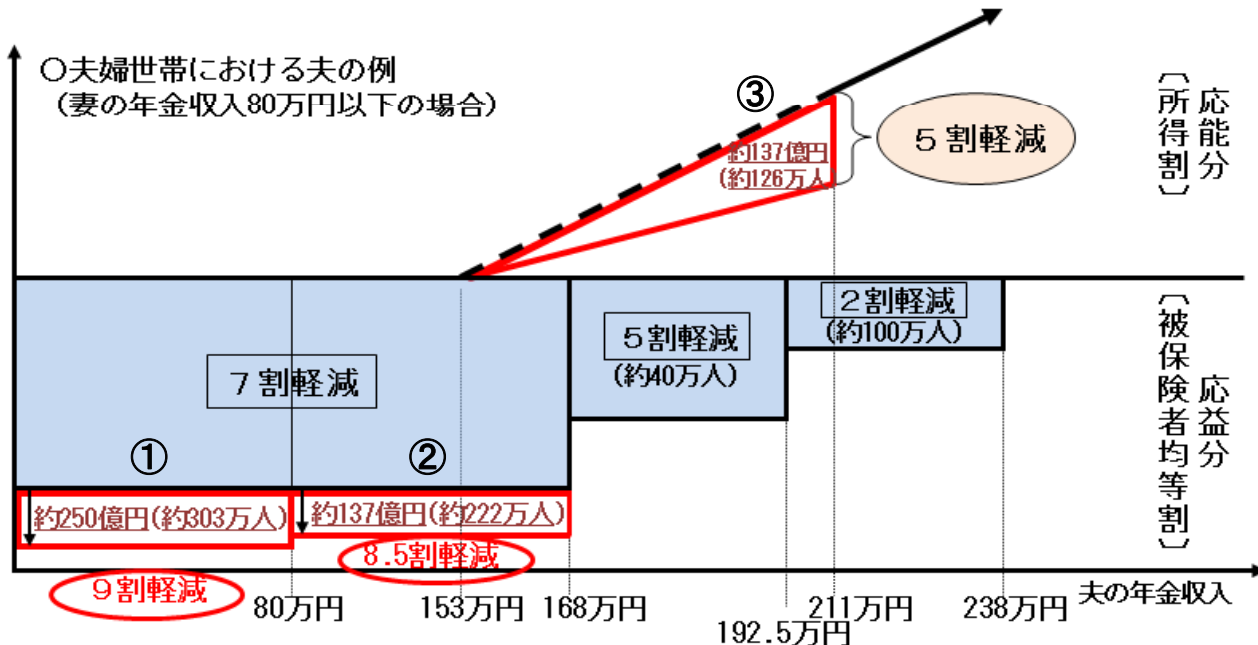 ○夫婦世帯における夫の例
(妻の年金収入80万円以下の場合)
③
約137億円
(約126万人
５割軽減
応能分
〔所得割〕
７割軽減
５割軽減
(約40万人)
２割軽減
(約100万人)
①
②
約250億円(約303万人)
約137億円(約222万人)
９割軽減
8.5割軽減
応益分
〔被保険者均等割〕
80万円
153万円
168万円
192.5万円
211万円
238万円
夫の年金収入